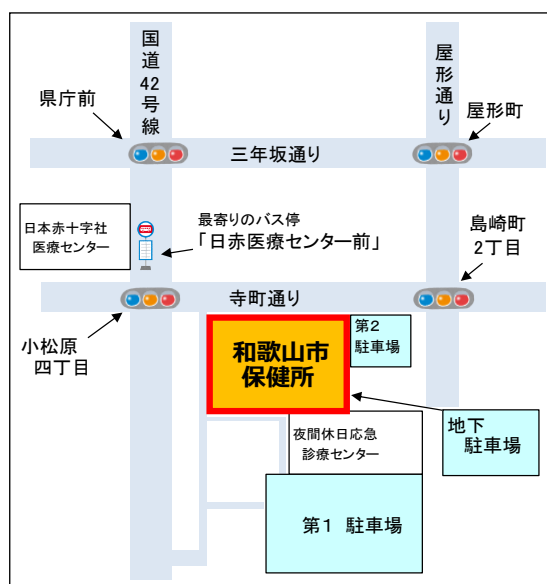 国道42号線
屋形通り
県庁前
屋形町
三年坂通り
日本赤十字社
医療センター
最寄りのバス停
「日赤医療センター前」
島崎町
2丁目
寺町通り
小松原
四丁目
和歌山市
保健所
第2
駐車場
地下
駐車場
夜間休日応急
診療センター
第1 駐車場